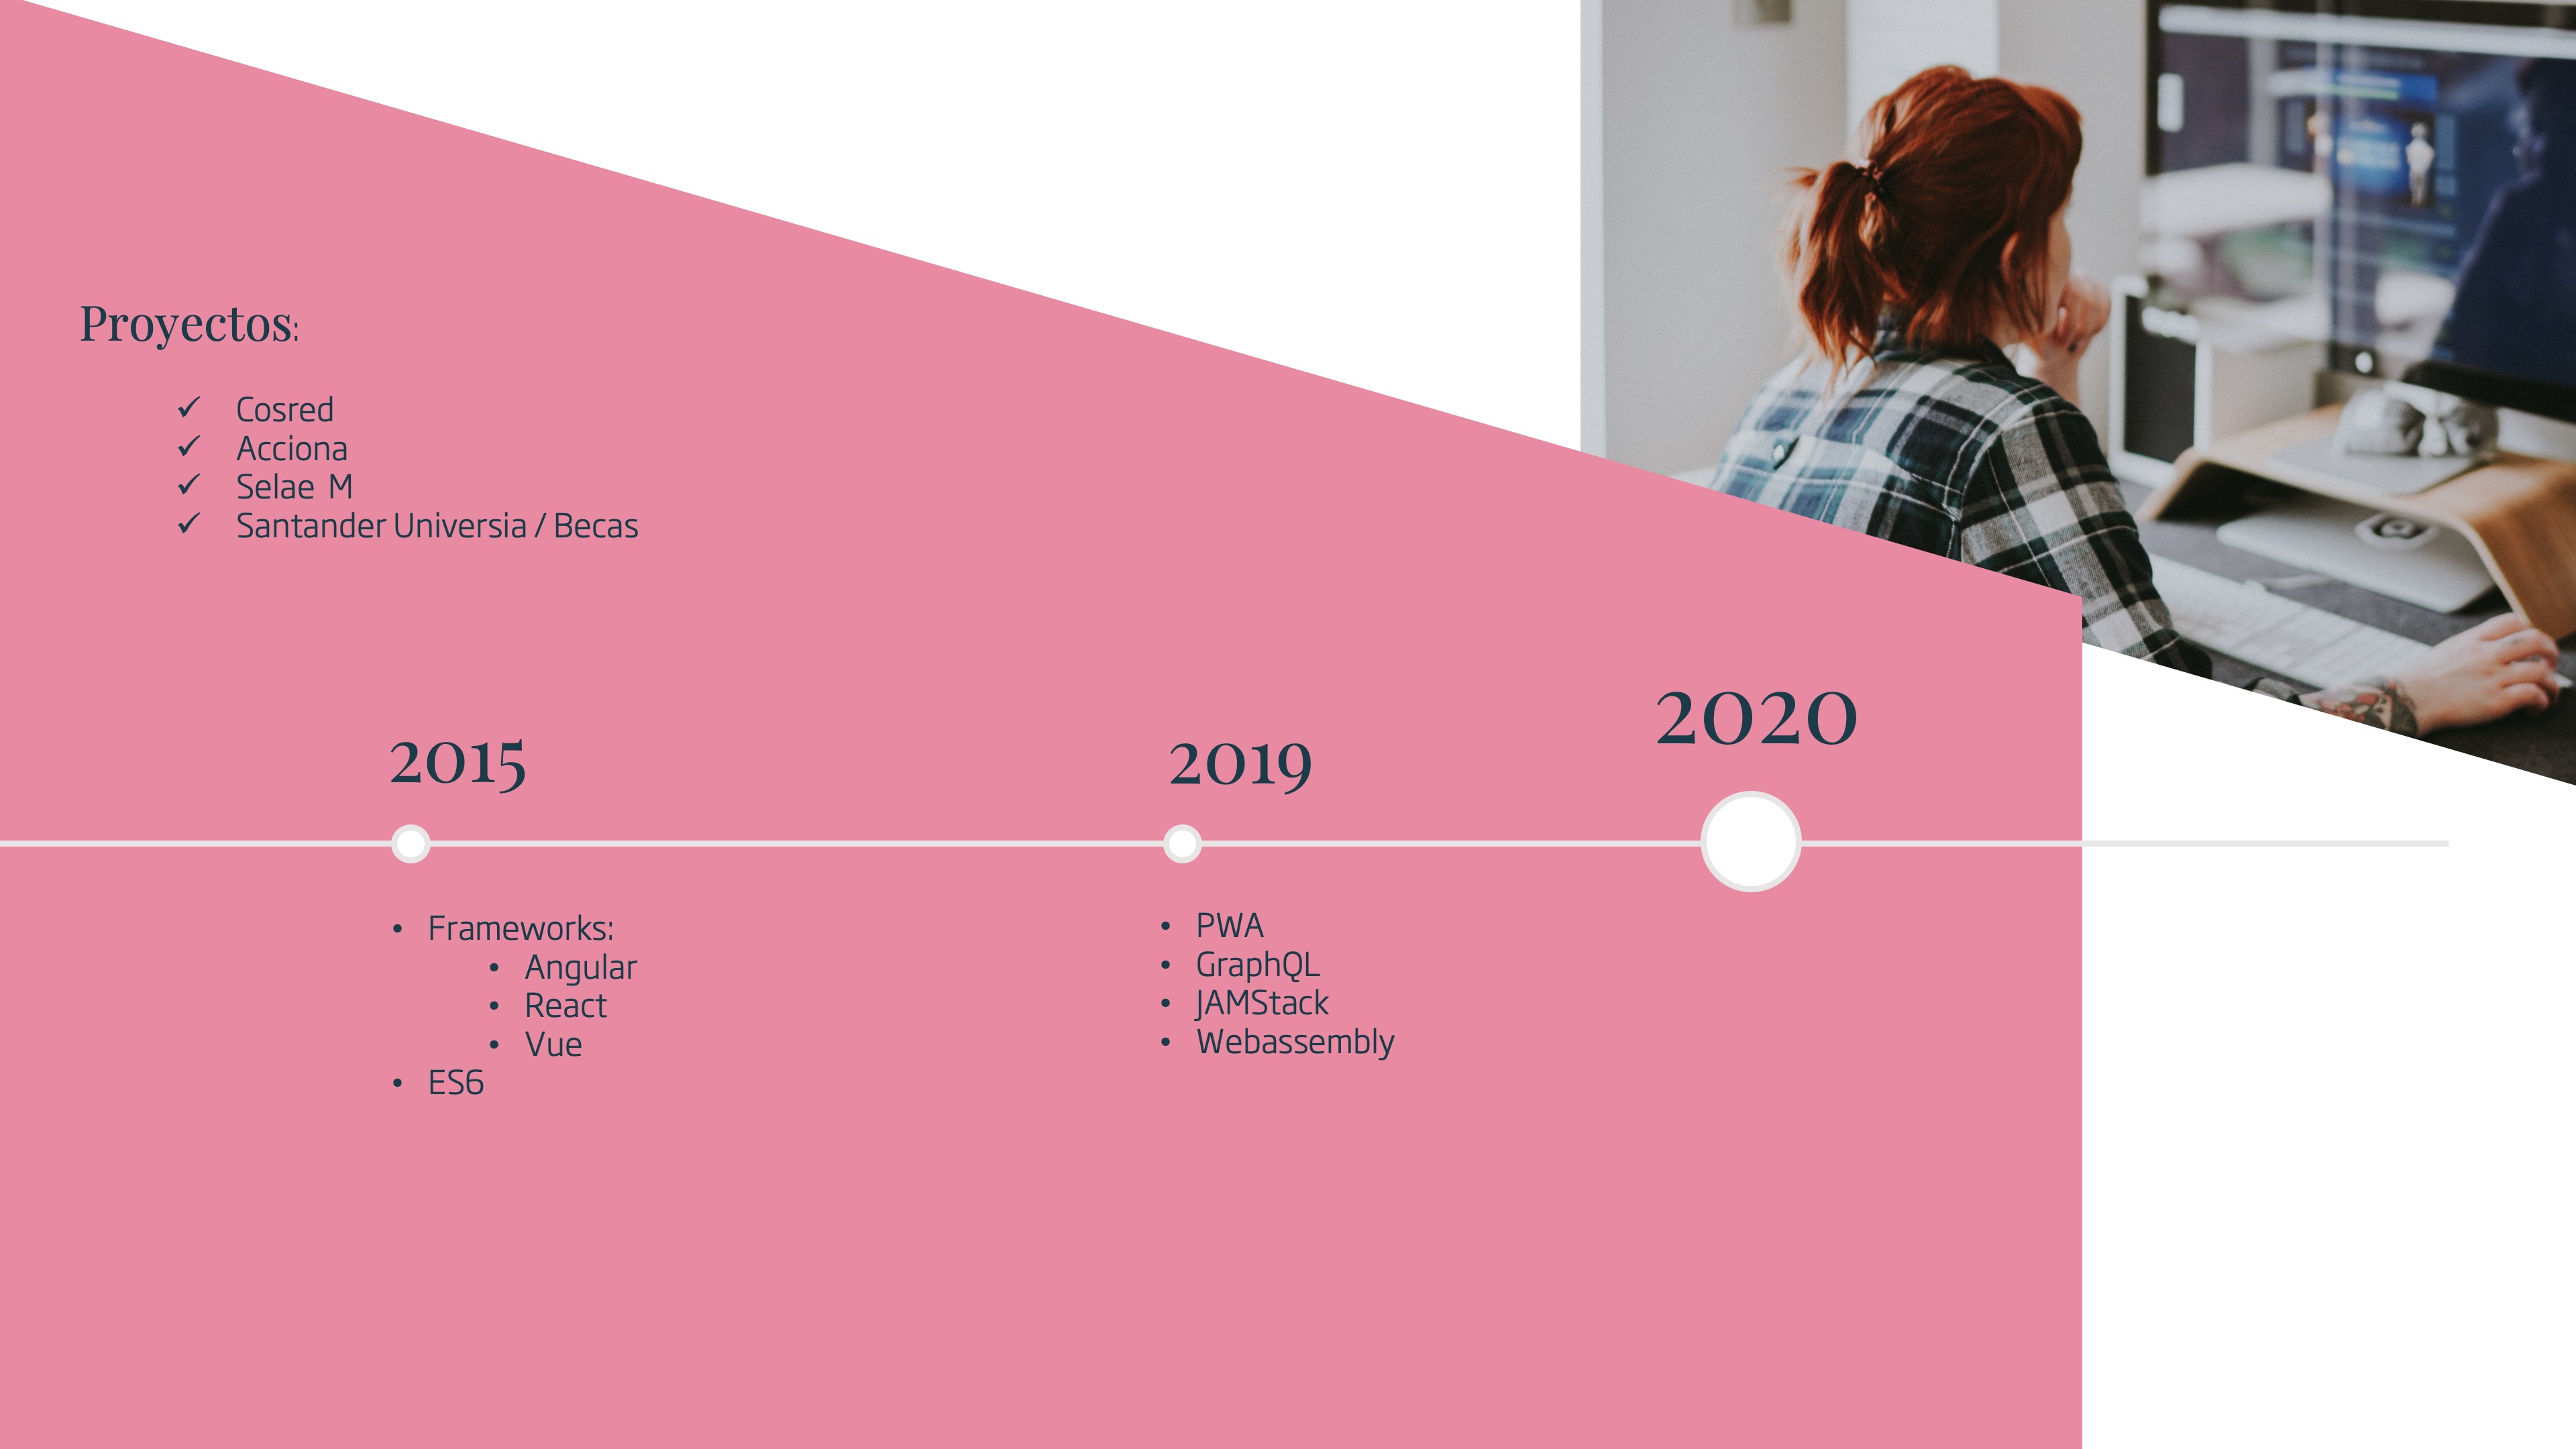 Proyectos:
✓ Cosred
✓ Acciona
✓ Selae M
✓ Santander Universia / Becas
2015
2019
2020
• Frameworks:
• Angular
• React
• Vue
• ES6
• PWA
• GraphQL
• JAMStack
• Webassembly